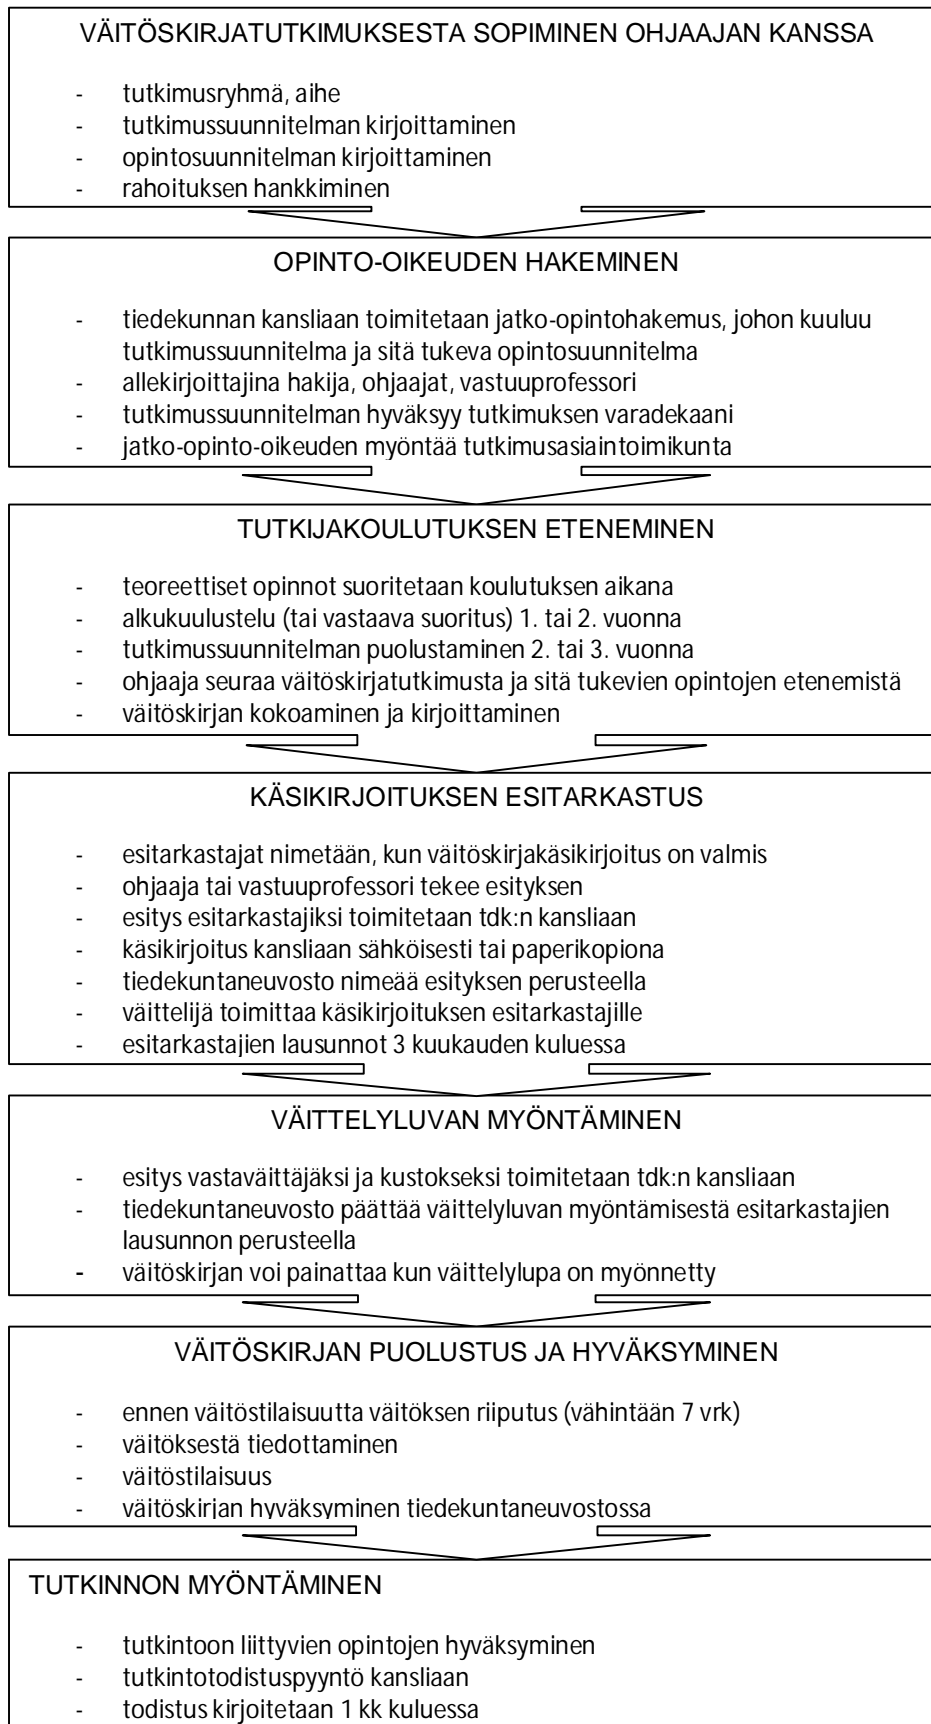 VÄITÖSKIRJATUTKIMUKSESTA SOPIMINEN OHJAAJAN KANSSA
- tutkimusryhmä, aihe
- tutkimussuunnitelman kirjoittaminen
- opintosuunnitelman kirjoittaminen
- rahoituksen hankkiminen
OPINTO-OIKEUDEN HAKEMINEN
- tiedekunnan kansliaan toimitetaan jatko-opintohakemus, johon kuuluu
tutkimussuunnitelma ja sitä tukeva opintosuunnitelma
- allekirjoittajina hakija, ohjaajat, vastuuprofessori
- tutkimussuunnitelman hyväksyy tutkimuksen varadekaani
- jatko-opinto-oikeuden myöntää tutkimusasiaintoimikunta
TUTKIJAKOULUTUKSEN ETENEMINEN
- teoreettiset opinnot suoritetaan koulutuksen aikana
- alkukuulustelu (tai vastaava suoritus) 1. tai 2. vuonna
- tutkimussuunnitelman puolustaminen 2. tai 3. vuonna
- ohjaaja seuraa väitöskirjatutkimusta ja sitä tukevien opintojen etenemistä
- väitöskirjan kokoaminen ja kirjoittaminen
KÄSIKIRJOITUKSEN ESITARKASTUS
- esitarkastajat nimetään, kun väitöskirjakäsikirjoitus on valmis
- ohjaaja tai vastuuprofessori tekee esityksen
- esitys esitarkastajiksi toimitetaan tdk:n kansliaan
- käsikirjoitus kansliaan sähköisesti tai paperikopiona
- tiedekuntaneuvosto nimeää esityksen perusteella
- väittelijä toimittaa käsikirjoituksen esitarkastajille
- esitarkastajien lausunnot 3 kuukauden kuluessa
VÄITTELYLUVAN MYÖNTÄMINEN
- esitys vastaväittäjäksi ja kustokseksi toimitetaan tdk:n kansliaan
- tiedekuntaneuvosto päättää väittelyluvan myöntämisestä esitarkastajien
lausunnon perusteella
- väitöskirjan voi painattaa kun väittelylupa on myönnetty
VÄITÖSKIRJAN PUOLUSTUS JA HYVÄKSYMINEN
- ennen väitöstilaisuutta väitöksen riiputus (vähintään 7 vrk)
- väitöksestä tiedottaminen
- väitöstilaisuus
- väitöskirjan hyväksyminen tiedekuntaneuvostossa
TUTKINNON MYÖNTÄMINEN
- tutkintoon liittyvien opintojen hyväksyminen
- tutkintotodistuspyyntö kansliaan
- todistus kirjoitetaan 1 kk kuluessa